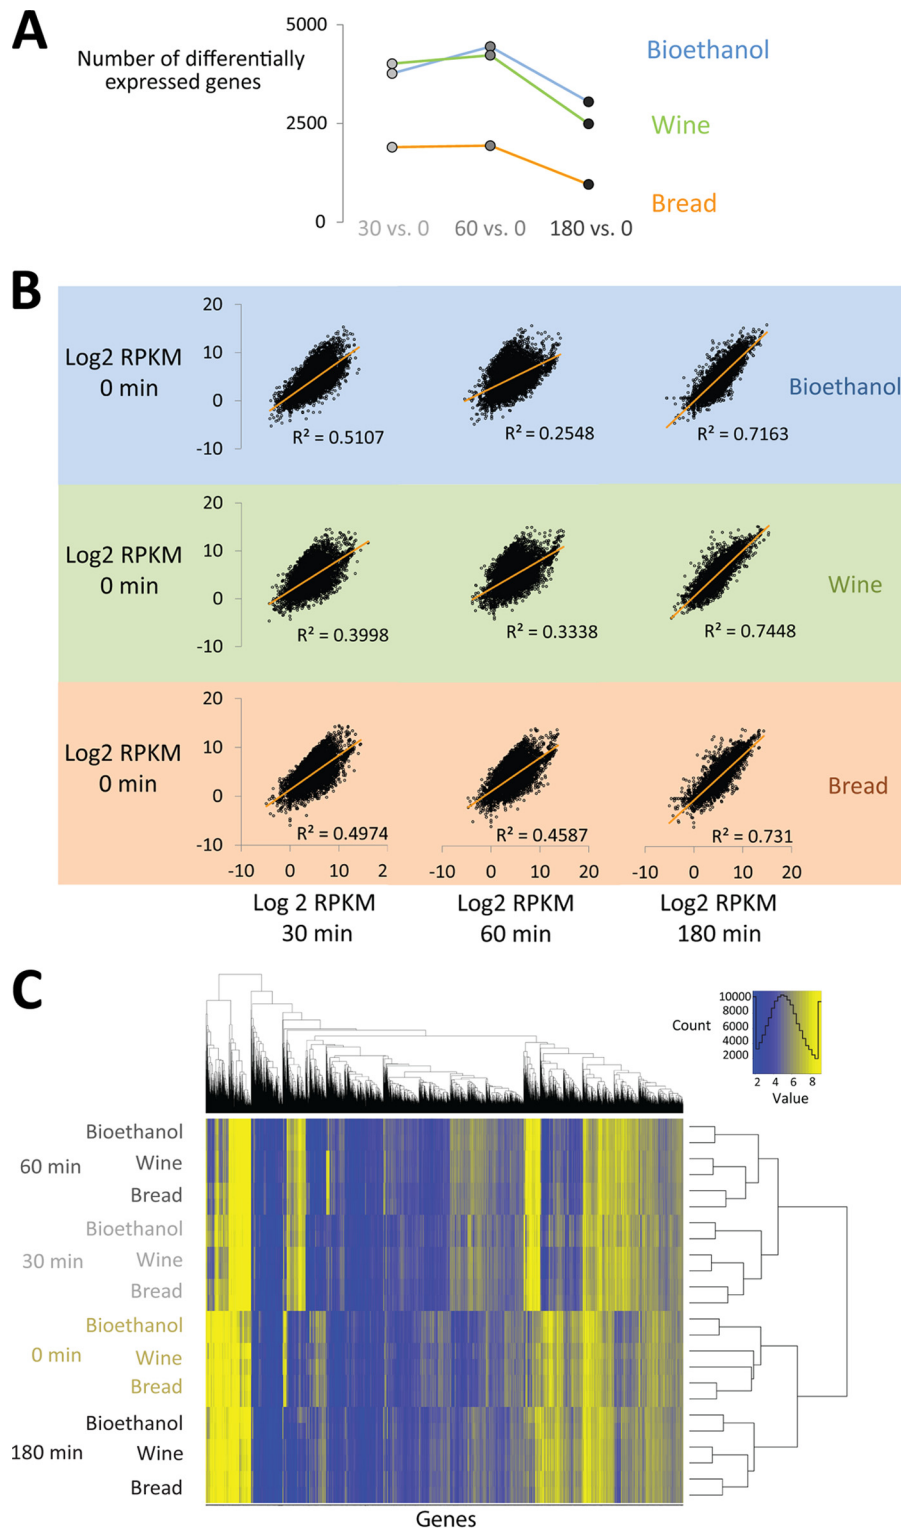 A
5000
Number of differentially
expressed genes
Bioethanol
2500
Wine
Bread
0
30 vs. 0 60 vs. 0 180 vs. 0
B
20
Log2 RPKM
0 min
10
0
-10
R² = 0.5107
R² = 0.2548
R² = 0.7163
Bioethanol
20
Log2 RPKM
0 min
10
0
-10
R² = 0.3998
R² = 0.3338
R² = 0.7448
Wine
20
Log2 RPKM
0 min
10
0
-10
R² = 0.4974
R² = 0.4587
R² = 0.731
Bread
-10 0 10 2
-10 0 10 20
-10 0 10 20
Log 2 RPKM
30 min
Log2 RPKM
60 min
Log2 RPKM
180 min
C
10000
8000
6000
4000
2000
Count
2 4 6 8
Value
60 min
Bioethanol
Wine
Bread
30 min
Bioethanol
Wine
Bread
0 min
Bioethanol
Wine
Bread
180 min
Bioethanol
Wine
Bread
Genes